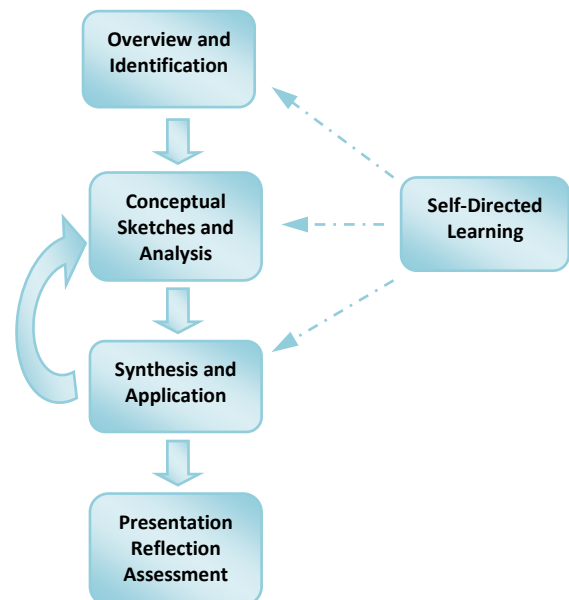 Overview and
Identification
Conceptual
Sketches and
Analysis
Self-Directed
Learning
Synthesis and
Application
Presentation
Reflection
Assessment